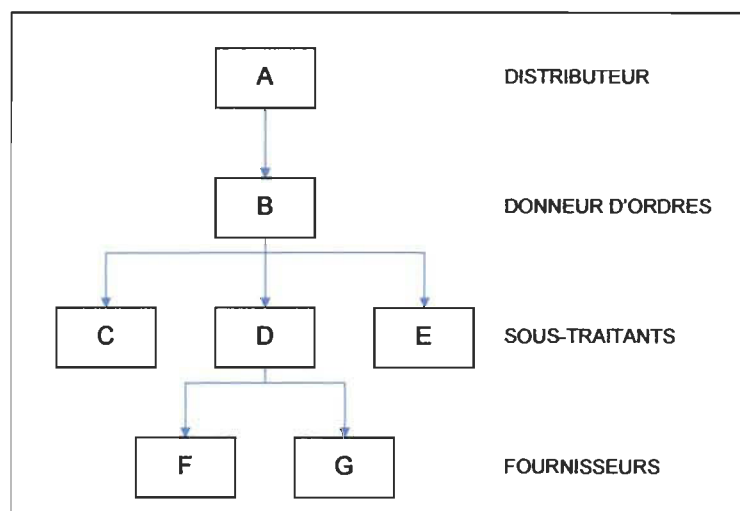 A DISTRIBUTEUR
B DONNEUR D'ORDRES
C D E SOUS-TRAITANTS
F G FOURNISSEURS